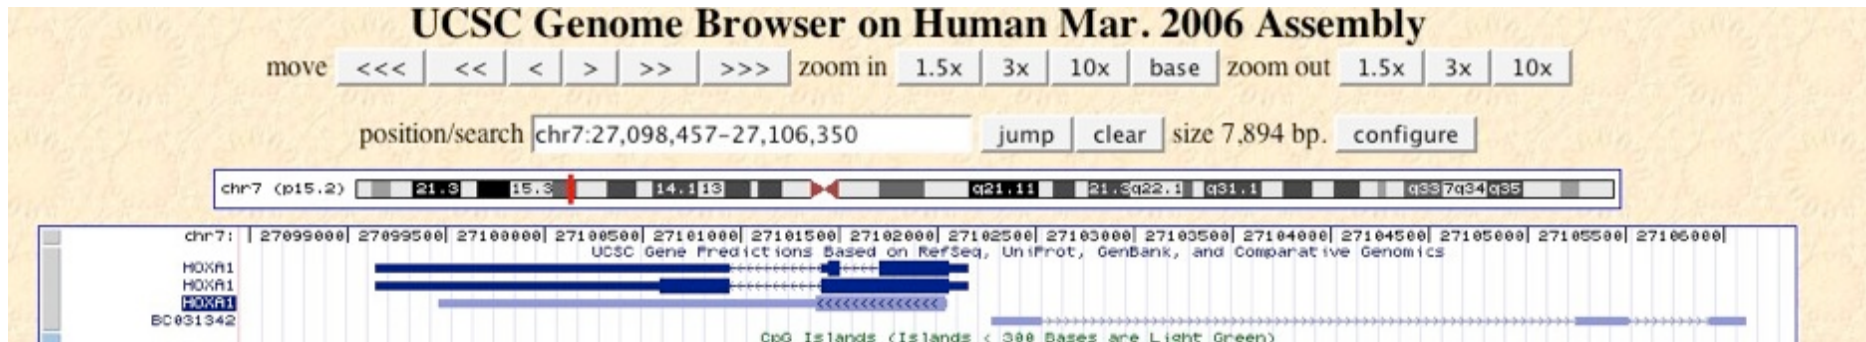 UCSC Genome Browser on Human Mar. 2006 Assembly
move <<< << < > >> >>> zoom in 1.5x 3x 10x base zoom out 1.5x 3x 10x
position/search chr7:27,098,457-27,106,350 jump clear size 7,894 bp. configure
chr7 (p15.2) 21.3 15.3 14.1 13 q21.11 21.3 q22.1 q31.1 q33 7q34 q35
chr7: | 27099000| 27099500| 27100000| 27100500| 27101000| 27101500| 27102000| 27102500| 27103000| 27103500| 27104000| 27104500| 27105000| 27105500| 27106000|
UCSC Gene Predictions Based on RefSeq, UniProt, GenBank, and Comparative Genomics
HOXA1
HOXA1
HOXA1
BC031342
CpG Islands (Islands < 300 Bases are Light Green)